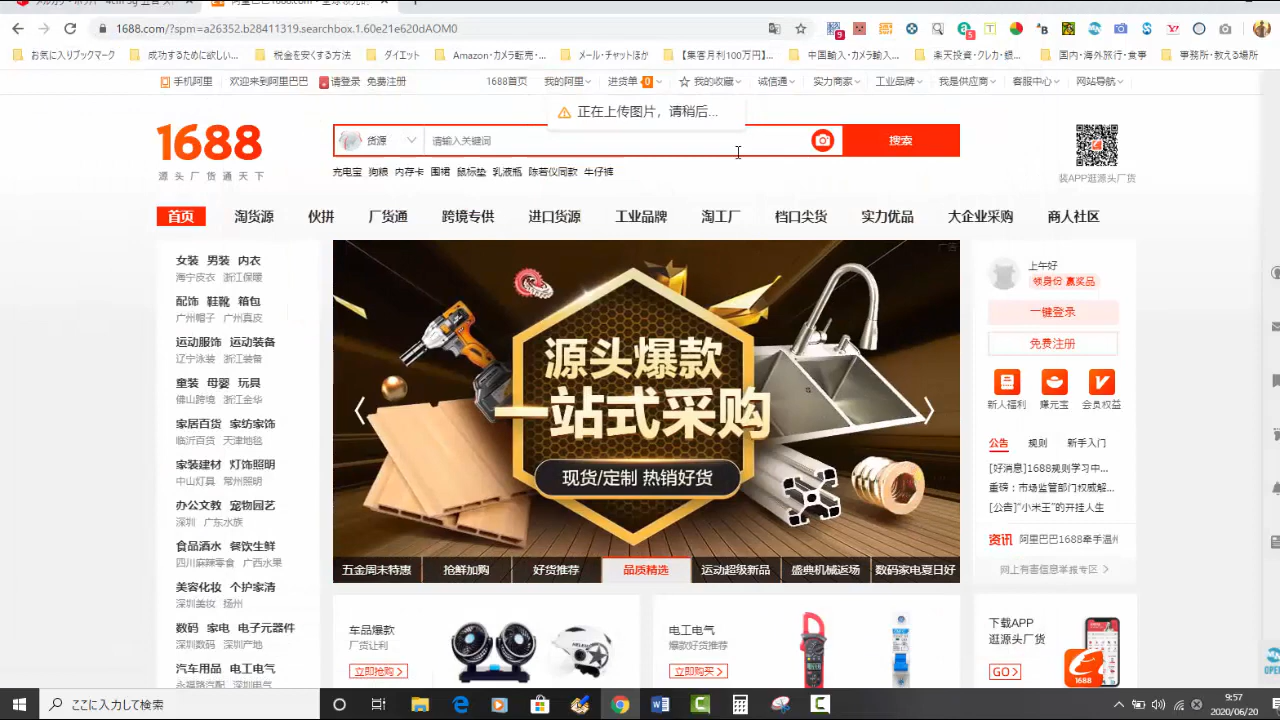 1688.com/?spm=a26352.b28411319.searchbox.1.60e21e620dAOM0
お気に入りブックマーク
成功するために欲しい...
税金を安くする方法
ダイエット
Amazon・カメラ転売・...
メール・チャットほか
【集客月利100万円】...
中国輸入・カメラ輸入...
楽天投資・クレカ・銀...
国内・海外旅行・食事
事務所・教える場所
手机阿里
欢迎来到阿里巴巴
请登录
免费注册
1688首页
我的阿里
进货单
0
我的收藏
诚信通
实力商家
工业品牌
我是供应商
客服中心
网站导航
正在上传图片，请稍后...
1688
源头厂货通天下
货源
请输入关键词
搜索
装APP逛源头厂货
充电宝 狗粮 内存卡 围裙 鼠标垫 乳液瓶 陈若仪同款 牛仔裤
首页
淘货源
伙拼
厂货通
跨境专供
进口货源
工业品牌
淘工厂
档口尖货
实力优品
大企业采购
商人社区
女装 男装 内衣
海宁皮衣 浙江保暖
配饰 鞋靴 箱包
广州帽子 广州真皮
运动服饰 运动装备
辽宁泳装 浙江装备
童装 母婴 玩具
佛山跨境 浙江金华
家居百货 家纺家饰
临沂百货 天津地毯
家装建材 灯饰照明
中山灯具 常州照明
办公文教 宠物园艺
深圳 广东水族
食品酒水 餐饮生鲜
四川麻辣零食 广西水果
美容化妆 个护家清
深圳美妆 扬州
数码 家电 电子元器件
深圳数码 深圳产地
汽车用品 电工电气
永福路汽配 深圳电气
广告
源头爆款
一站式采购
现货/定制 热销好货
五金周末特惠
抢鲜加购
好货推荐
品质精选
运动超级新品
盛典机械返场
数码家电夏日好
上午好
领身份 赢奖品
一键登录
免费注册
新人福利
赚元宝
会员权益
公告
规则
新手入门
[好消息]1688规则学习中...
重磅：市场监管部门权威解...
[公告]“小米王”的开挂人生
资讯
阿里巴巴1688牵手温州
网上有害信息举报专区
车品爆款
厂货让利
立即抢购
电工电气
爆款好货推荐
立即购买
下载APP
逛源头厂货
GO
1688
ここに入力して検索
9:57
2020/06/20